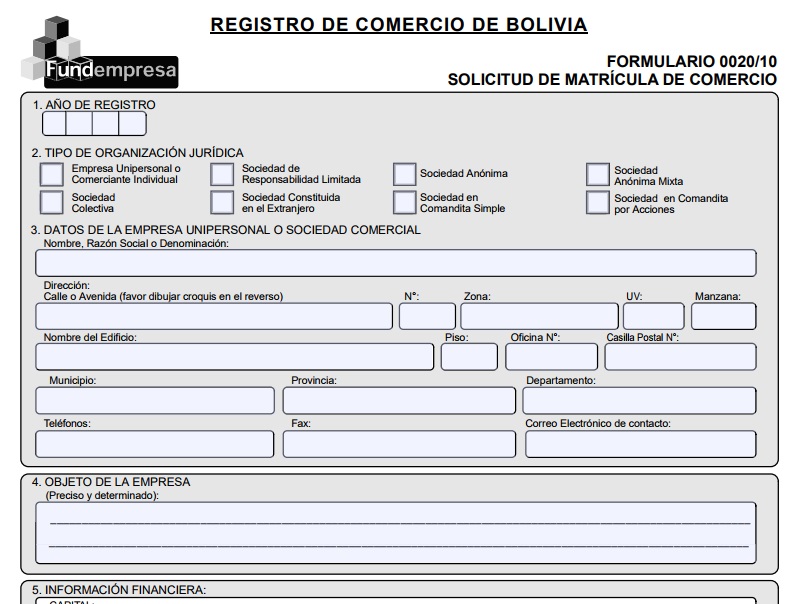 REGISTRO DE COMERCIO DE BOLIVIA
Fundempresa
FORMULARIO 0020/10
SOLICITUD DE MATRÍCULA DE COMERCIO
1. AÑO DE REGISTRO
2. TIPO DE ORGANIZACIÓN JURÍDICA
Empresa Unipersonal o
Comerciante Individual
Sociedad de
Responsabilidad Limitada
Sociedad Anónima
Sociedad
Anónima Mixta
Sociedad
Colectiva
Sociedad Constituida
en el Extranjero
Sociedad en
Comandita Simple
Sociedad en Comandita
por Acciones
3. DATOS DE LA EMPRESA UNIPERSONAL O SOCIEDAD COMERCIAL
Nombre, Razón Social o Denominación:
Dirección:
Calle o Avenida (favor dibujar croquis en el reverso)
N°:
Zona:
UV:
Manzana:
Nombre del Edificio:
Piso:
Oficina N°:
Casilla Postal N°:
Municipio:
Provincia:
Departamento:
Teléfonos:
Fax:
Correo Electrónico de contacto:
4. OBJETO DE LA EMPRESA
(Preciso y determinado):
5. INFORMACIÓN FINANCIERA: